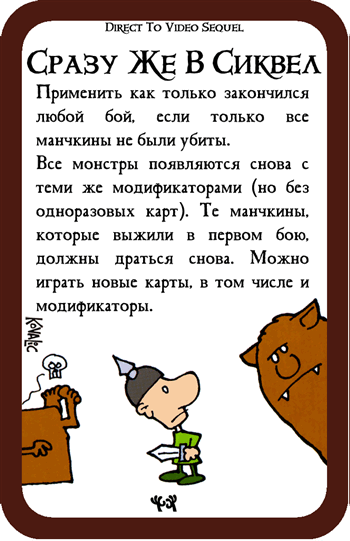 Direct To Video Sequel
Сразу Же В Сиквел
Применить как только закончился
любой бой, если только все
манчкины не были убиты.
Все монстры появляются снова с
теми же модификаторами (но без
одноразовых карт). Те манчкины,
которые выжили в первом бою,
должны драться снова. Можно
играть новые карты, в том числе и
модификаторы.
Kovalic